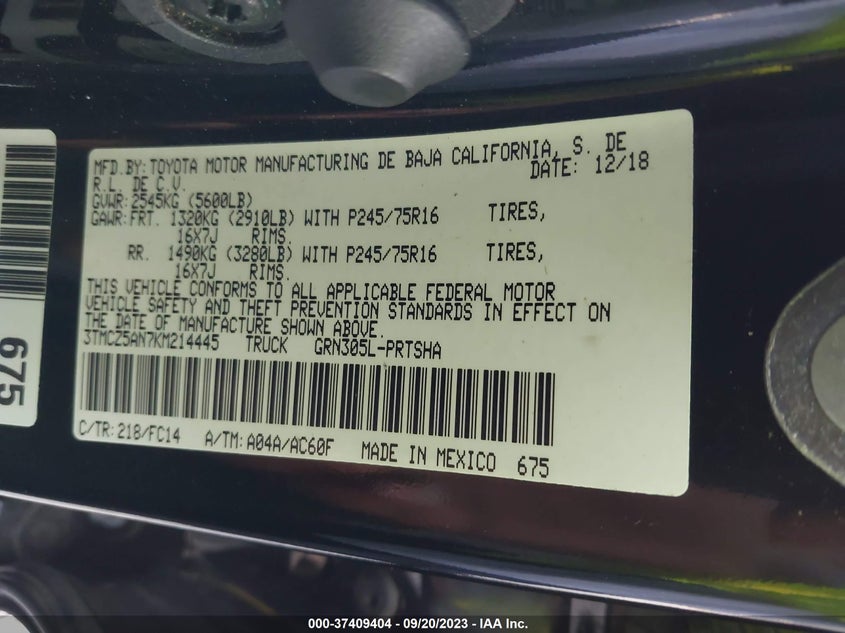 MFD.BY:TOYOTA MOTOR MANUFACTURING DE BAJA CALIFORNIA, S. DE
R.L. DE C.V. DATE: 12/18
GVWR:2545KG (5600LB)
GAWR:FRT. 1320KG (2910LB) WITH P245/75R16 TIRES,
16X7J RIMS.
RR. 1490KG (3280LB) WITH P245/75R16 TIRES,
16X7J RIMS.
THIS VEHICLE CONFORMS TO ALL APPLICABLE FEDERAL MOTOR
VEHICLE SAFETY AND THEFT PREVENTION STANDARDS IN EFFECT ON
THE DATE OF MANUFACTURE SHOWN ABOVE.
3TMCZ5AN7KM214445 TRUCK GRN305L-PRTSHA
C/TR:218/FC14 A/TM:A04A/AC60F MADE IN MEXICO 675
675
000-37409404 - 09/20/2023 - IAA Inc.